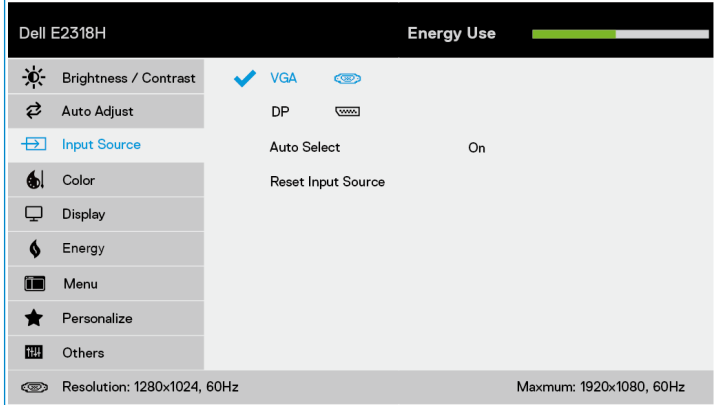 Dell E2318H Energy Use
Brightness / Contrast VGA
Auto Adjust DP
Input Source Auto Select On
Color Reset Input Source
Display
Energy
Menu
Personalize
Others
Resolution: 1280x1024, 60Hz Maxmum: 1920x1080, 60Hz